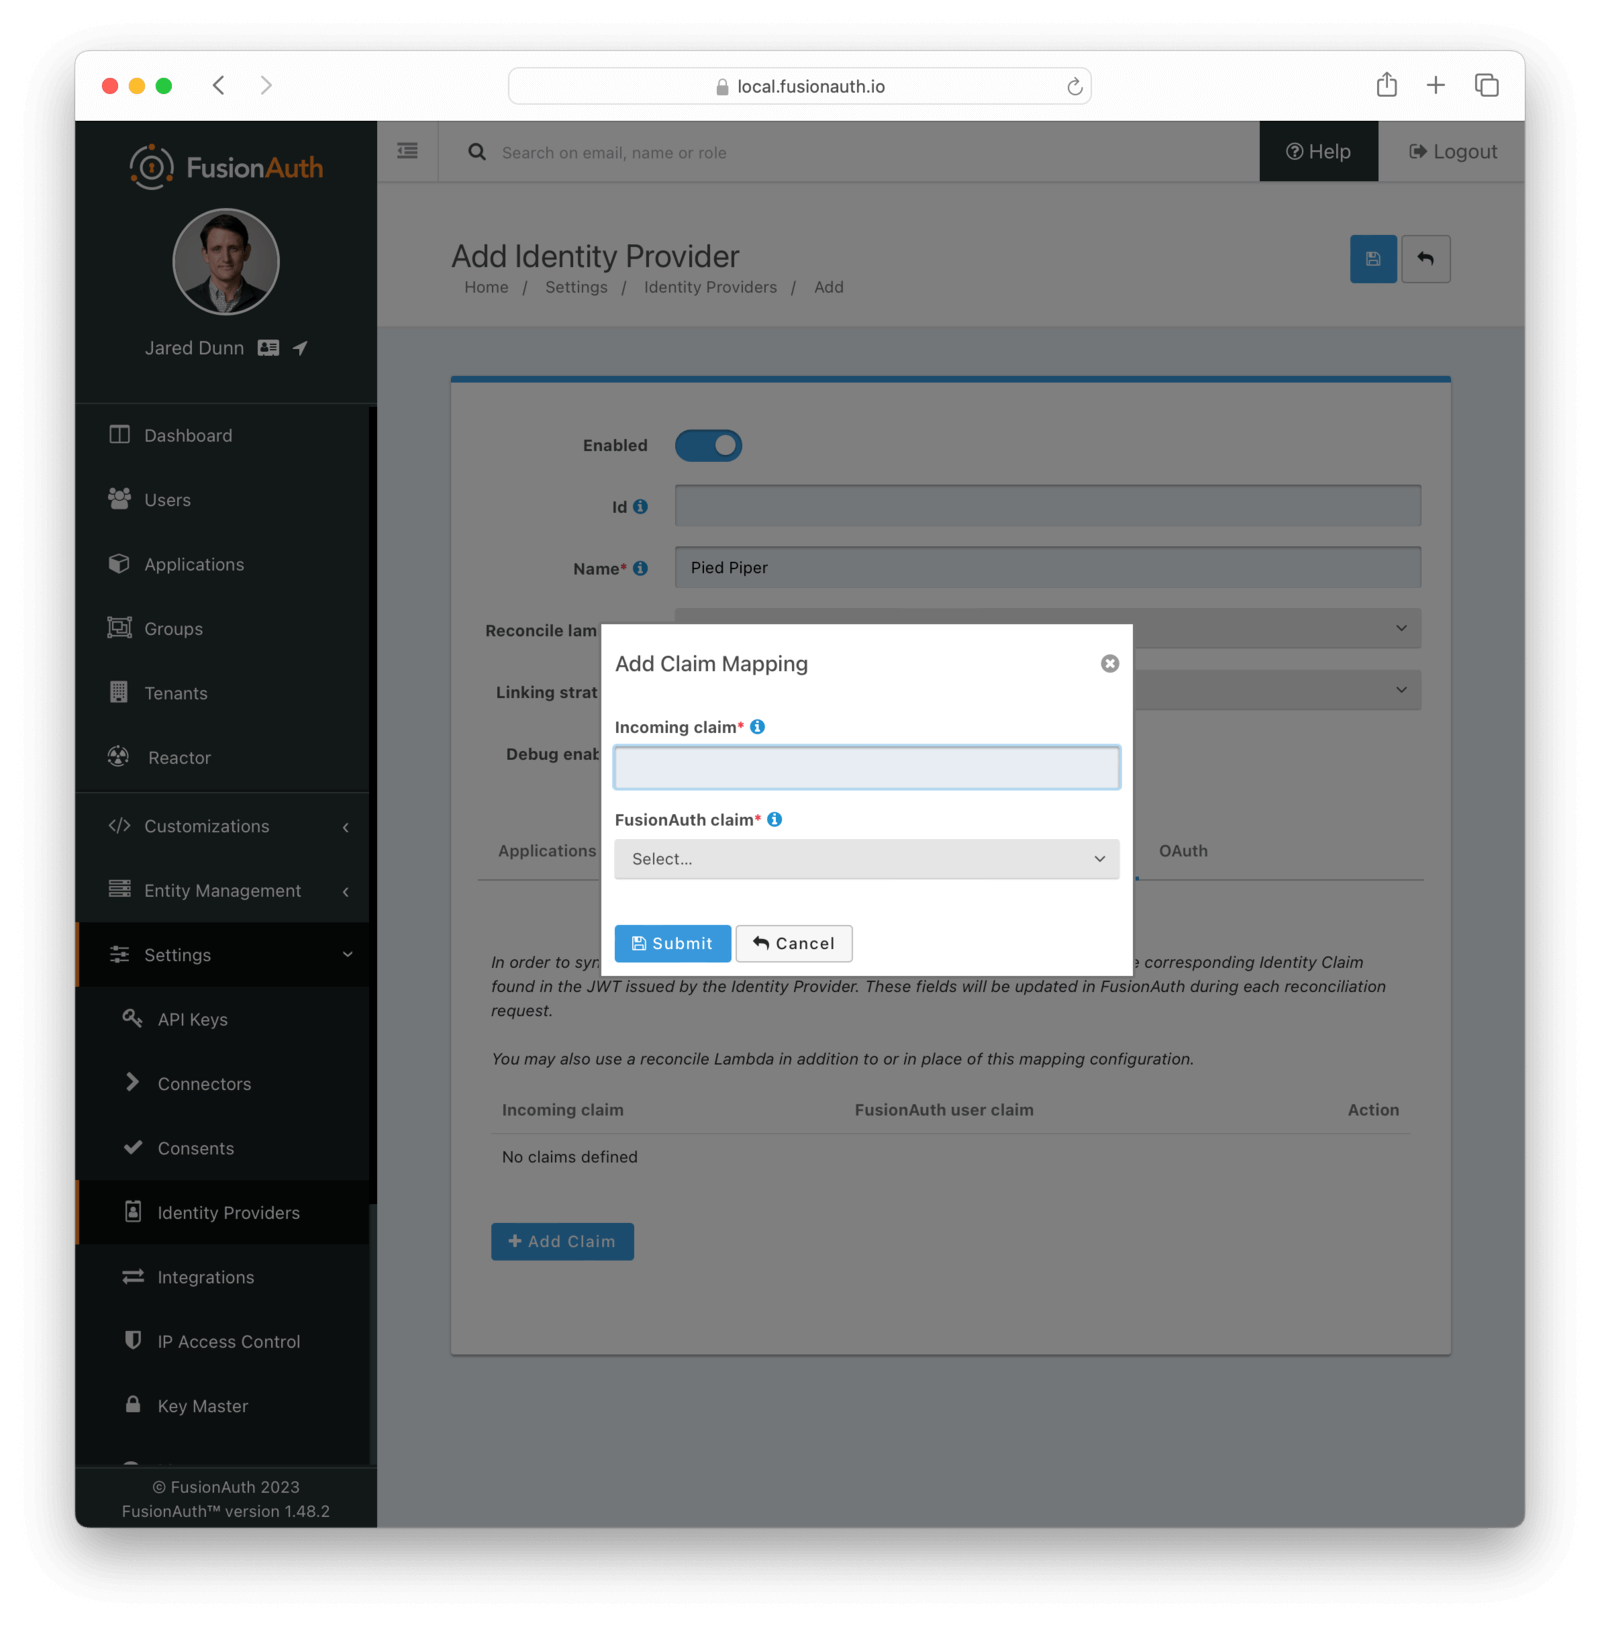 local.fusionauth.io
FusionAuth
Jared Dunn
Dashboard
Users
Applications
Groups
Tenants
Reactor
Customizations
Entity Management
Settings
API Keys
Connectors
Consents
Identity Providers
Integrations
IP Access Control
Key Master
© FusionAuth 2023
FusionAuth™ version 1.48.2
Search on email, name or role
Help
Logout
Add Identity Provider
Home / Settings / Identity Providers / Add
Enabled
Id
Name* Pied Piper
Reconcile lam
Linking strat
Debug enab
Applications
OAuth
Add Claim Mapping
Incoming claim*
FusionAuth claim*
Select...
Submit
Cancel
In order to syn corresponding Identity Claim
found in the JWT issued by the Identity Provider. These fields will be updated in FusionAuth during each reconciliation
request.
You may also use a reconcile Lambda in addition to or in place of this mapping configuration.
Incoming claim FusionAuth user claim Action
No claims defined
Add Claim